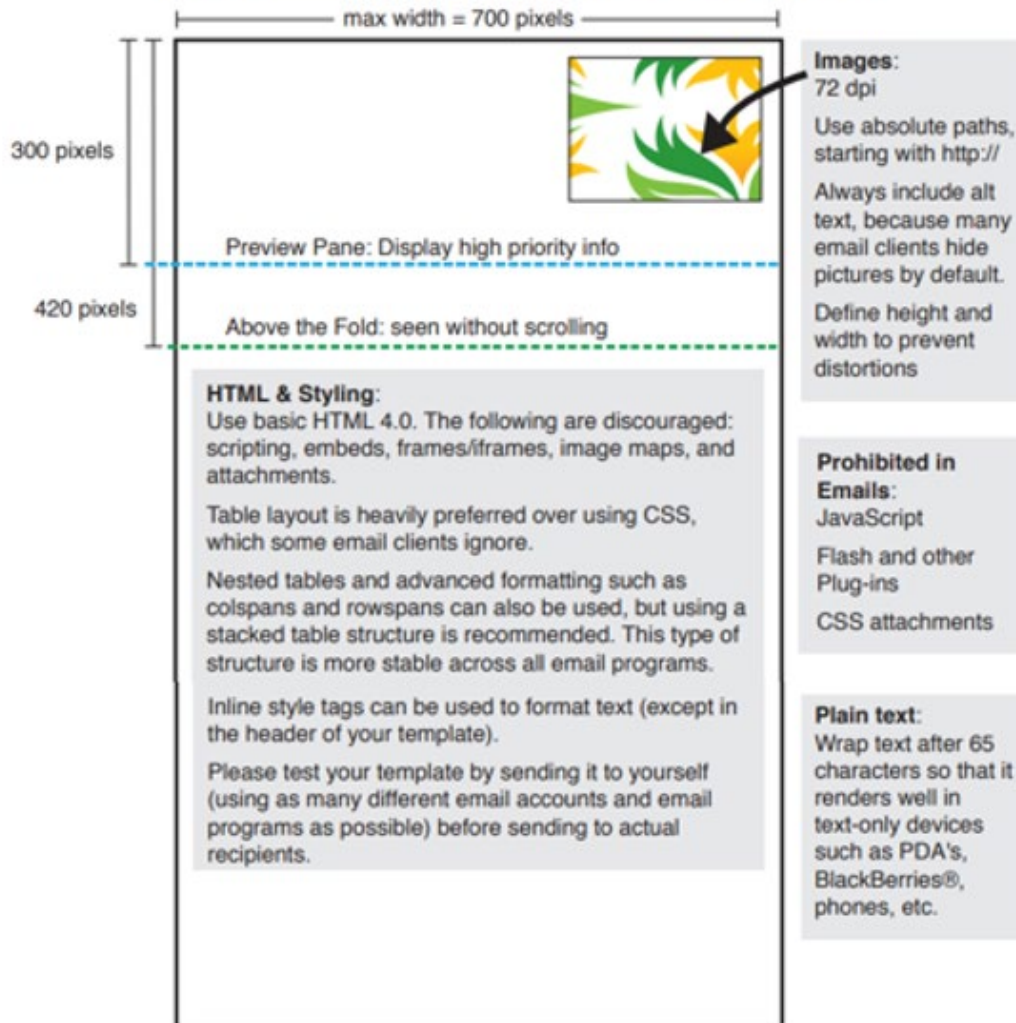 max width = 700 pixels
300 pixels
420 pixels
Preview Pane: Display high priority info
Above the Fold: seen without scrolling
HTML & Styling:
Use basic HTML 4.0. The following are discouraged:
scripting, embeds, frames/iframes, image maps, and
attachments.
Table layout is heavily preferred over using CSS,
which some email clients ignore.
Nested tables and advanced formatting such as
colspans and rowspans can also be used, but using a
stacked table structure is recommended. This type of
structure is more stable across all email programs.
Inline style tags can be used to format text (except in
the header of your template).
Please test your template by sending it to yourself
(using as many different email accounts and email
programs as possible) before sending to actual
recipients.
Images:
72 dpi
Use absolute paths,
starting with http://
Always include alt
text, because many
email clients hide
pictures by default.
Define height and
width to prevent
distortions
Prohibited in
Emails:
JavaScript
Flash and other
Plug-ins
CSS attachments
Plain text:
Wrap text after 65
characters so that it
renders well in
text-only devices
such as PDA's,
BlackBerries®,
phones, etc.